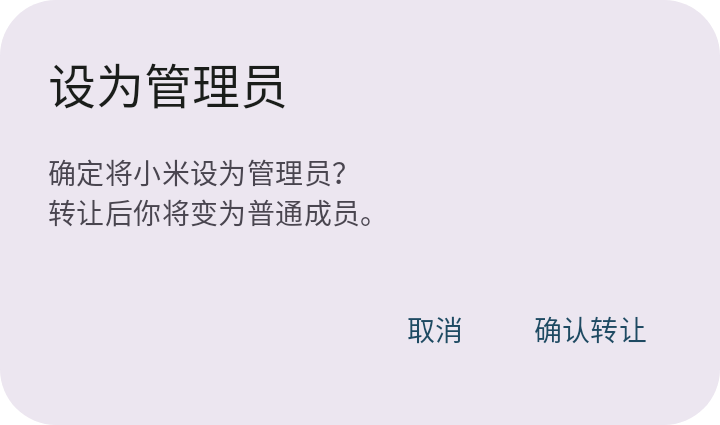 设为管理员
确定将小米设为管理员？
转让后你将变为普通成员。
取消
确认转让